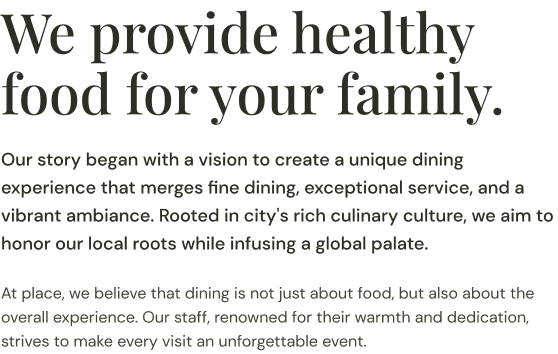 We provide healthy
food for your family.
Our story began with a vision to create a unique dining
experience that merges fine dining, exceptional service, and a
vibrant ambiance. Rooted in city's rich culinary culture, we aim to
honor our local roots while infusing a global palate.
At place, we believe that dining is not just about food, but also about the
overall experience. Our staff, renowned for their warmth and dedication,
strives to make every visit an unforgettable event.